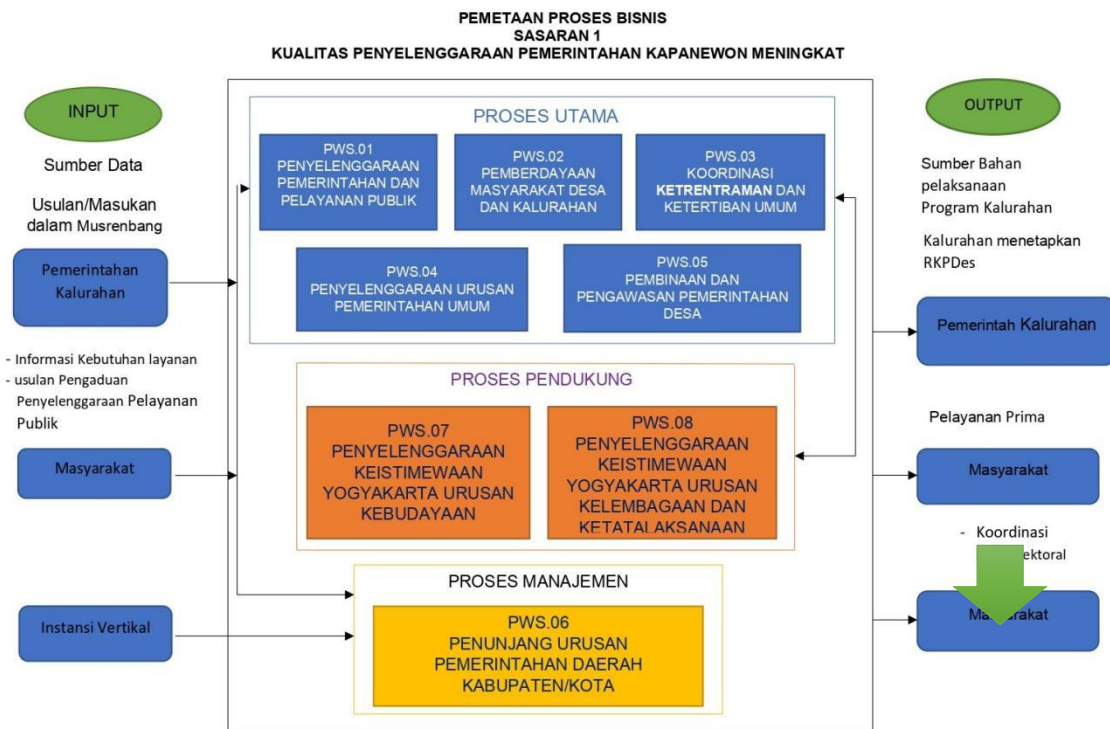 PEMETAAN PROSES BISNIS
SASARAN 1
KUALITAS PENYELENGGARAAN PEMERINTAHAN KAPANEWON MENINGKAT
INPUT
Sumber Data
Usulan/Masukan
dalam Musrenbang
Pemerintahan
Kalurahan
- Informasi Kebutuhan layanan
- usulan Pengaduan
Penyelenggaraan Pelayanan
Publik
Masyarakat
Instansi Vertikal
PROSES UTAMA
PWS.01
PENYELENGGARAAN
PEMERINTAHAN DAN
PELAYANAN PUBLIK
PWS.02
PEMBERDAYAAN
MASYARAKAT DESA
DAN KALURAHAN
PWS.03
KOORDINASI
KETRENTRAMAN DAN
KETERTIBAN UMUM
PWS.04
PENYELENGGARAAN URUSAN
PEMERINTAHAN UMUM
PWS.05
PEMBINAAN DAN
PENGAWASAN PEMERINTAHAN
DESA
PROSES PENDUKUNG
PWS.07
PENYELENGGARAAN
KEISTIMEWAAN
YOGYAKARTA URUSAN
KEBUDAYAAN
PWS.08
PENYELENGGARAAN
KEISTIMEWAAN
YOGYAKARTA URUSAN
KELEMBAGAAN DAN
KETATALAKSANAAN
PROSES MANAJEMEN
PWS.06
PENUNJANG URUSAN
PEMERINTAHAN DAERAH
KABUPATEN/KOTA
OUTPUT
Sumber Bahan
pelaksanaan
Program Kalurahan
Kalurahan menetapkan
RKPDes
Pemerintah Kalurahan
Pelayanan Prima
Masyarakat
- Koordinasi